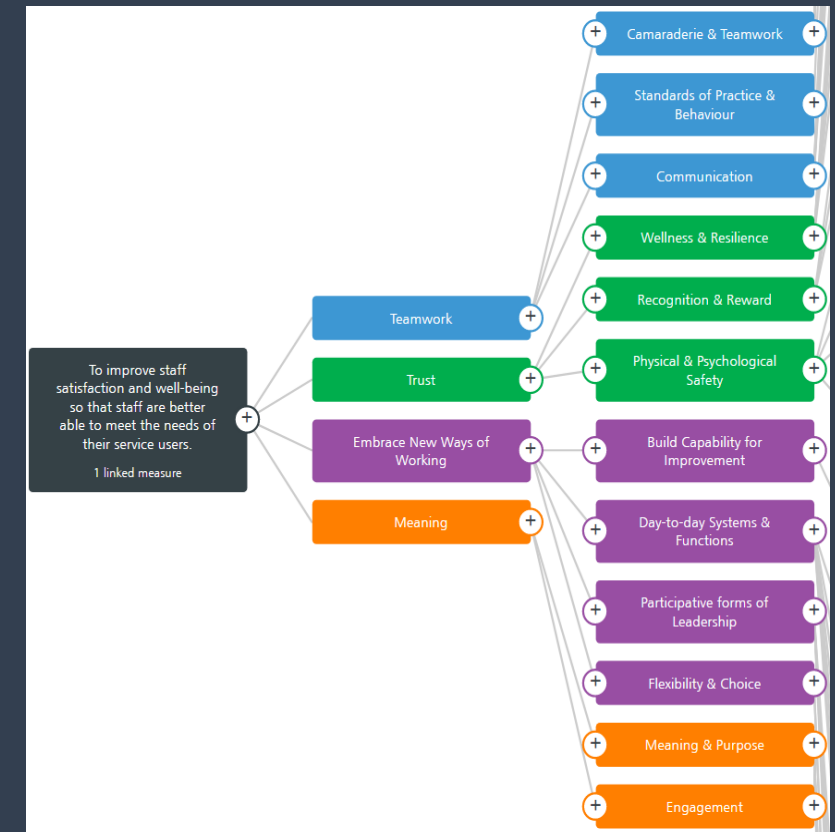 Camaraderie & Teamwork
Standards of Practice &
Behaviour
Communication
Wellness & Resilience
Recognition & Reward
Teamwork
Physical & Psychological
Safety
Trust
To improve staff
satisfaction and well-being
so that staff are better
able to meet the needs of
their service users.
1 linked measure
Embrace New Ways of
Working
Build Capability for
Improvement
Meaning
Day-to-day Systems &
Functions
Participative forms of
Leadership
Flexibility & Choice
Meaning & Purpose
Engagement